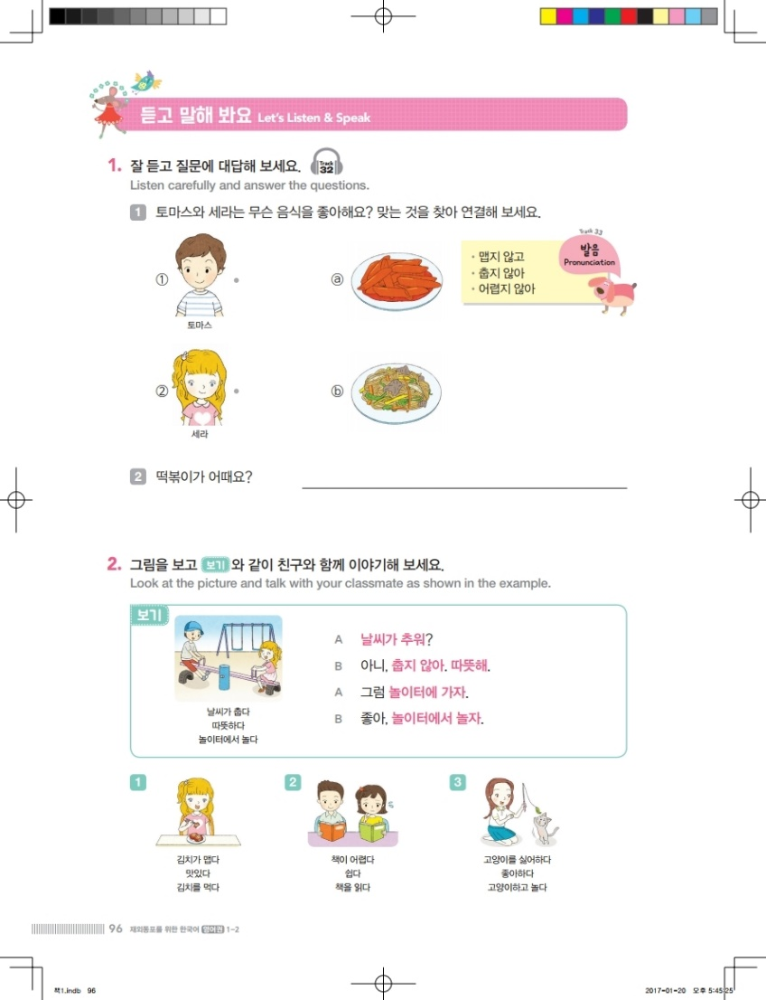 듣고 말해 봐요 Let's Listen & Speak
1. 잘 듣고 질문에 대답해 보세요. Track 32
Listen carefully and answer the questions.
1 토마스와 세라는 무슨 음식을 좋아해요? 맞는 것을 찾아 연결해 보세요.
Track 33
발음
Pronunciation
• 맵지 않고
• 춥지 않아
• 어렵지 않아
① •
토마스
ⓐ
② •
세라
ⓑ
2 떡볶이가 어때요?
2. 그림을 보고 보기 와 같이 친구와 함께 이야기해 보세요.
Look at the picture and talk with your classmate as shown in the example.
보기
날씨가 춥다
따뜻하다
놀이터에서 놀다
A 날씨가 추워?
B 아니, 춥지 않아. 따뜻해.
A 그럼 놀이터에 가자.
B 좋아, 놀이터에서 놀자.
1
김치가 맵다
맛있다
김치를 먹다
2
책이 어렵다
쉽다
책을 읽다
3
고양이를 싫어하다
좋아하다
고양이하고 놀다
96 재외동포를 위한 한국어 영어권 1-2
책1.indb 96
2017-01-20 오후 5:45:25